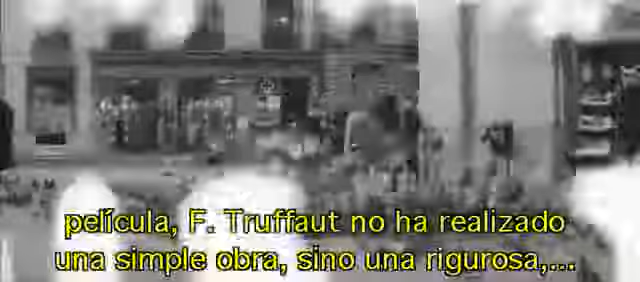 película, F. Truffaut no ha realizado
una simple obra, sino una rigurosa,...